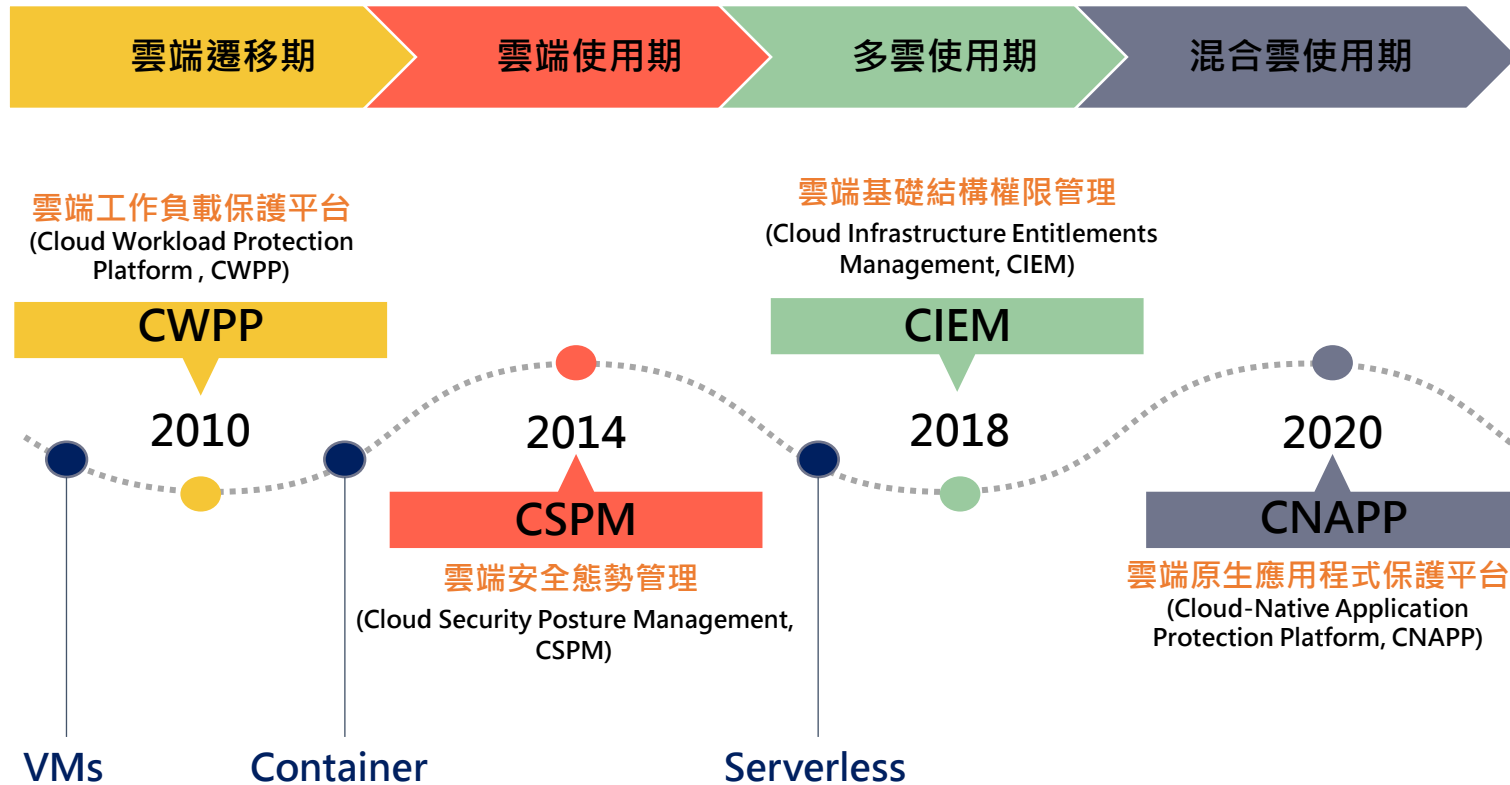 雲端遷移期
雲端使用期
多雲使用期
混合雲使用期
雲端工作負載保護平台
(Cloud Workload Protection
Platform , CWPP)
CWPP
2010
2014
CSPM
雲端安全態勢管理
(Cloud Security Posture Management,
CSPM)
雲端基礎結構權限管理
(Cloud Infrastructure Entitlements
Management, CIEM)
CIEM
2018
2020
CNAPP
雲端原生應用程式保護平台
(Cloud-Native Application
Protection Platform, CNAPP)
VMs
Container
Serverless